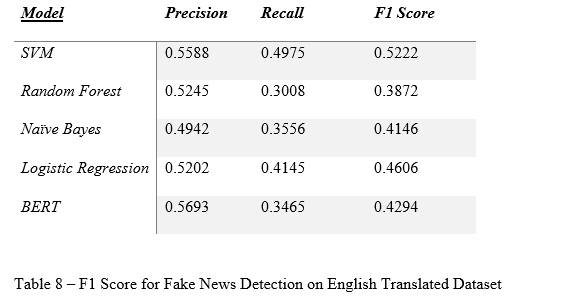 Model Precision Recall F1 Score
SVM 0.5588 0.4975 0.5222
Random Forest 0.5245 0.3008 0.3872
Naïve Bayes 0.4942 0.3556 0.4146
Logistic Regression 0.5202 0.4145 0.4606
BERT 0.5693 0.3465 0.4294
Table 8 – F1 Score for Fake News Detection on English Translated Dataset